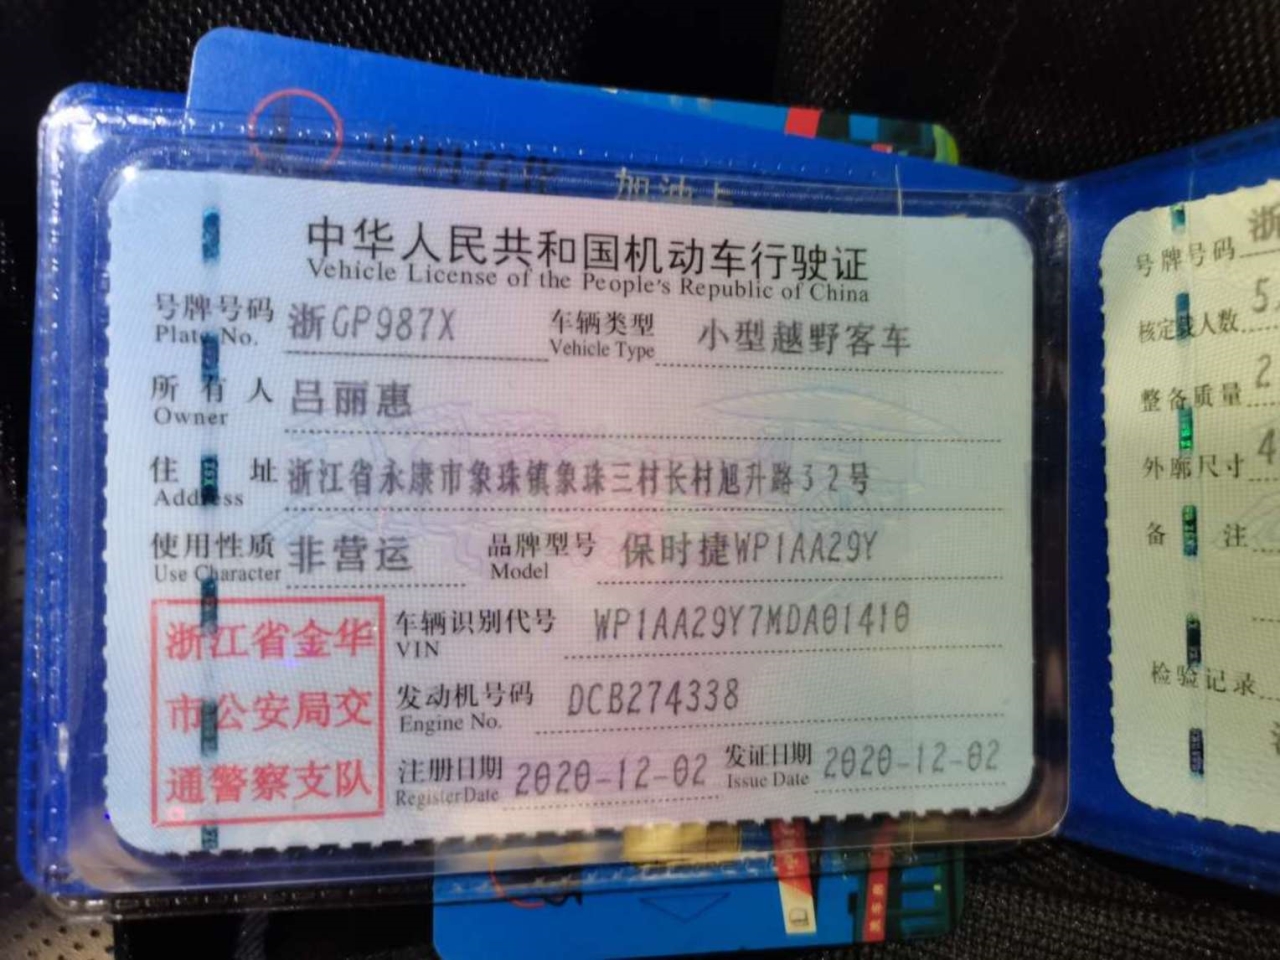 加油卡
中华人民共和国机动车行驶证
Vehicle License of the People's Republic of China
号牌号码 浙GP987X 车辆类型 小型越野客车
Plate No. Vehicle Type
所有人 吕丽惠
Owner
住址 浙江省永康市象珠镇象珠三村长村旭升路32号
Address
使用性质 非营运 品牌型号 保时捷WP1AA29Y
Use Character Model
浙江省金华
市公安局交
通警察支队
车辆识别代号 WP1AA29Y7MDA01410
VIN
发动机号码 DCB274338
Engine No.
注册日期 2020-12-02 发证日期 2020-12-02
Register Date Issue Date
号牌号码 浙
核定载人数 5
整备质量 2
外廓尺寸 4
备注
检验记录